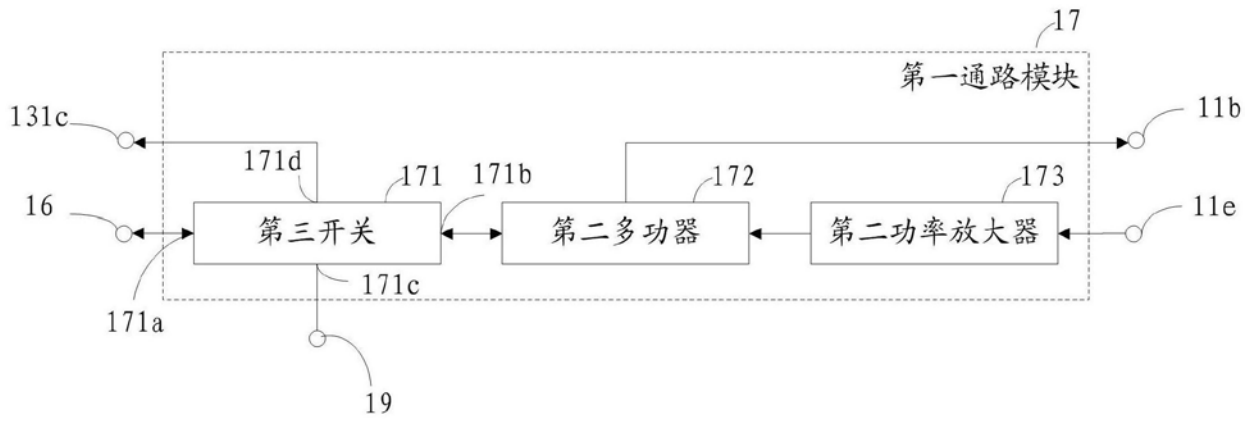 17
第一通路模块
131c
11b
171d
171
171b
172
173
16
第三开关
第二多功器
第二功率放大器
11e
171c
171a
19